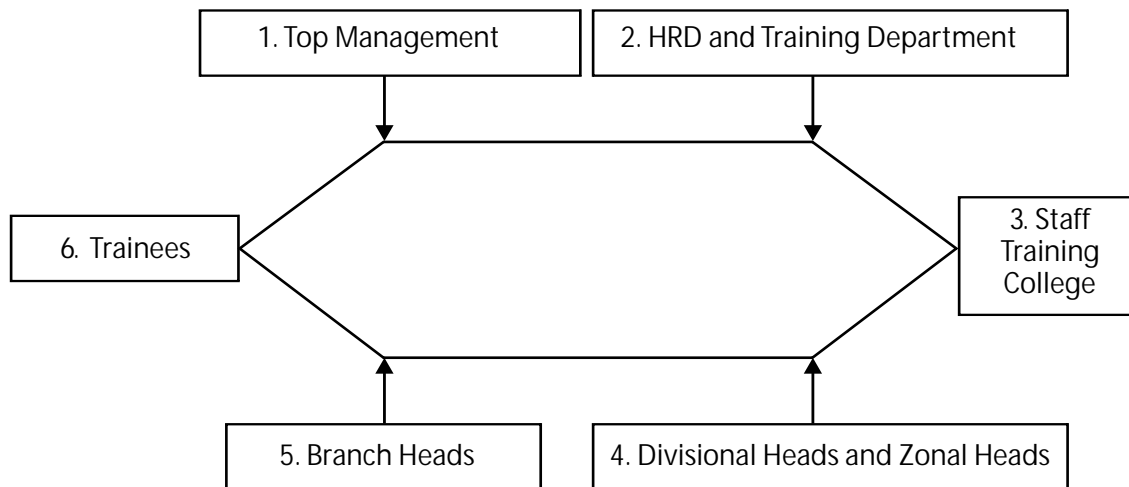 1. Top Management
2. HRD and Training Department
3. Staff
Training
College
6. Trainees
5. Branch Heads
4. Divisional Heads and Zonal Heads